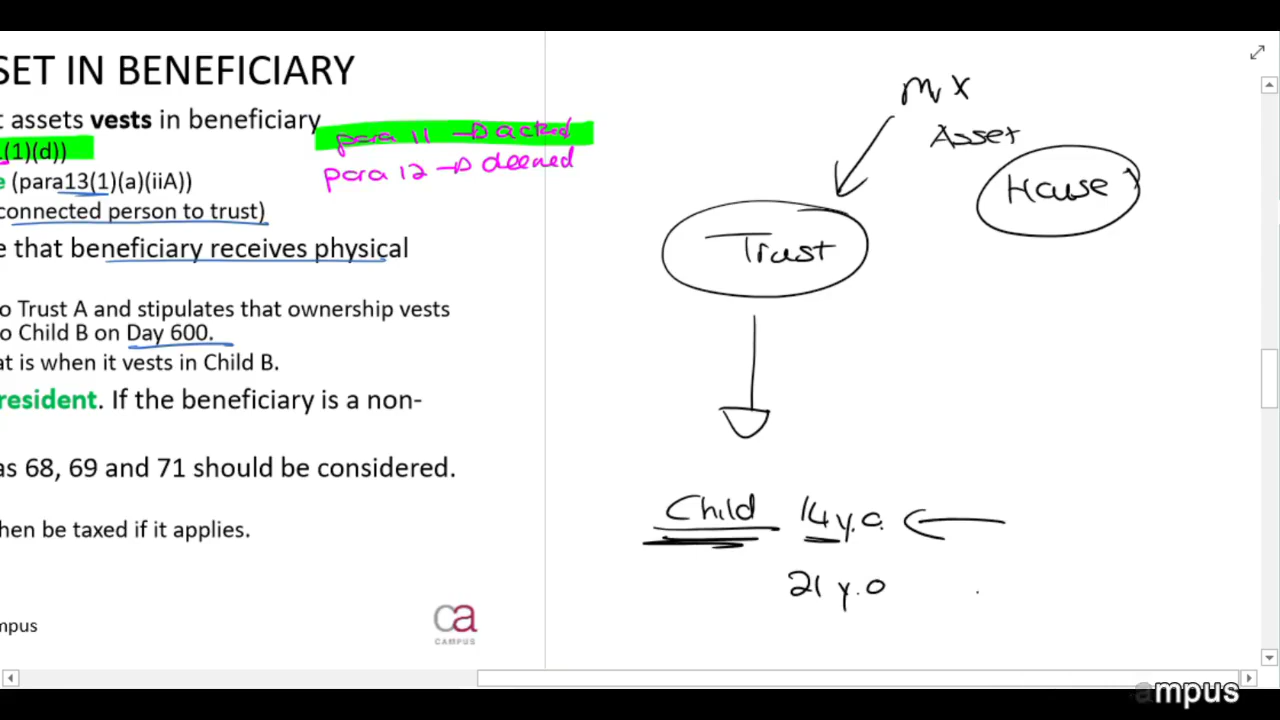 SET IN BENEFICIARY
t assets vests in beneficiary
(1)(d))
para 11 → acked
para 12 → deemed
e (para13(1)(a)(iiA))
connected person to trust)
e that beneficiary receives physical
o Trust A and stipulates that ownership vests
o Child B on Day 600.
at is when it vests in Child B.
resident. If the beneficiary is a non-
as 68, 69 and 71 should be considered.
hen be taxed if it applies.
mpus
ca
CAMPUS
Mr X
Asset
House
Trust
Child 14 y.o.
21 y.o
ampus